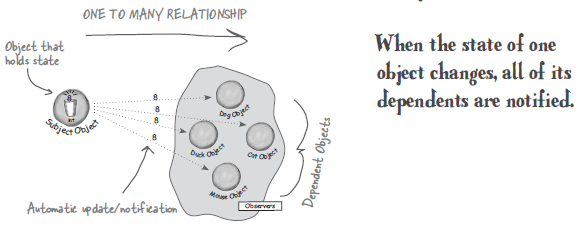 ONE TO MANY RELATIONSHIP
Object that
holds state
When the state of one
object changes, all of its
dependents are notified.
8
int
Subject Object
8
8
8
8
Dog Object
Duck Object
Cat Object
Mouse Object
Observers
Dependent Objects
Automatic update/notification